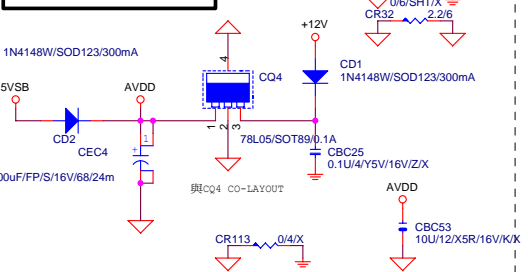 0/6/SHT/X
CR32
2.2/6
+12V
1N4148W/SOD123/300mA
CD1
1N4148W/SOD123/300mA
5VSB
AVDD
4
CQ4
CD2
1
2
3
78L05/SOT89/0.1A
CEC4
+
1
CBC25
0.1U/4/Y5V/16V/Z/X
00uF/FP/S/16V/68/24m
與CQ4 CO-LAYOUT
AVDD
CBC53
10U/12/X5R/16V/K/X
CR113
0/4/X